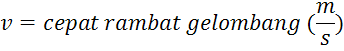 v = cepat rambat gelombang (m/s)